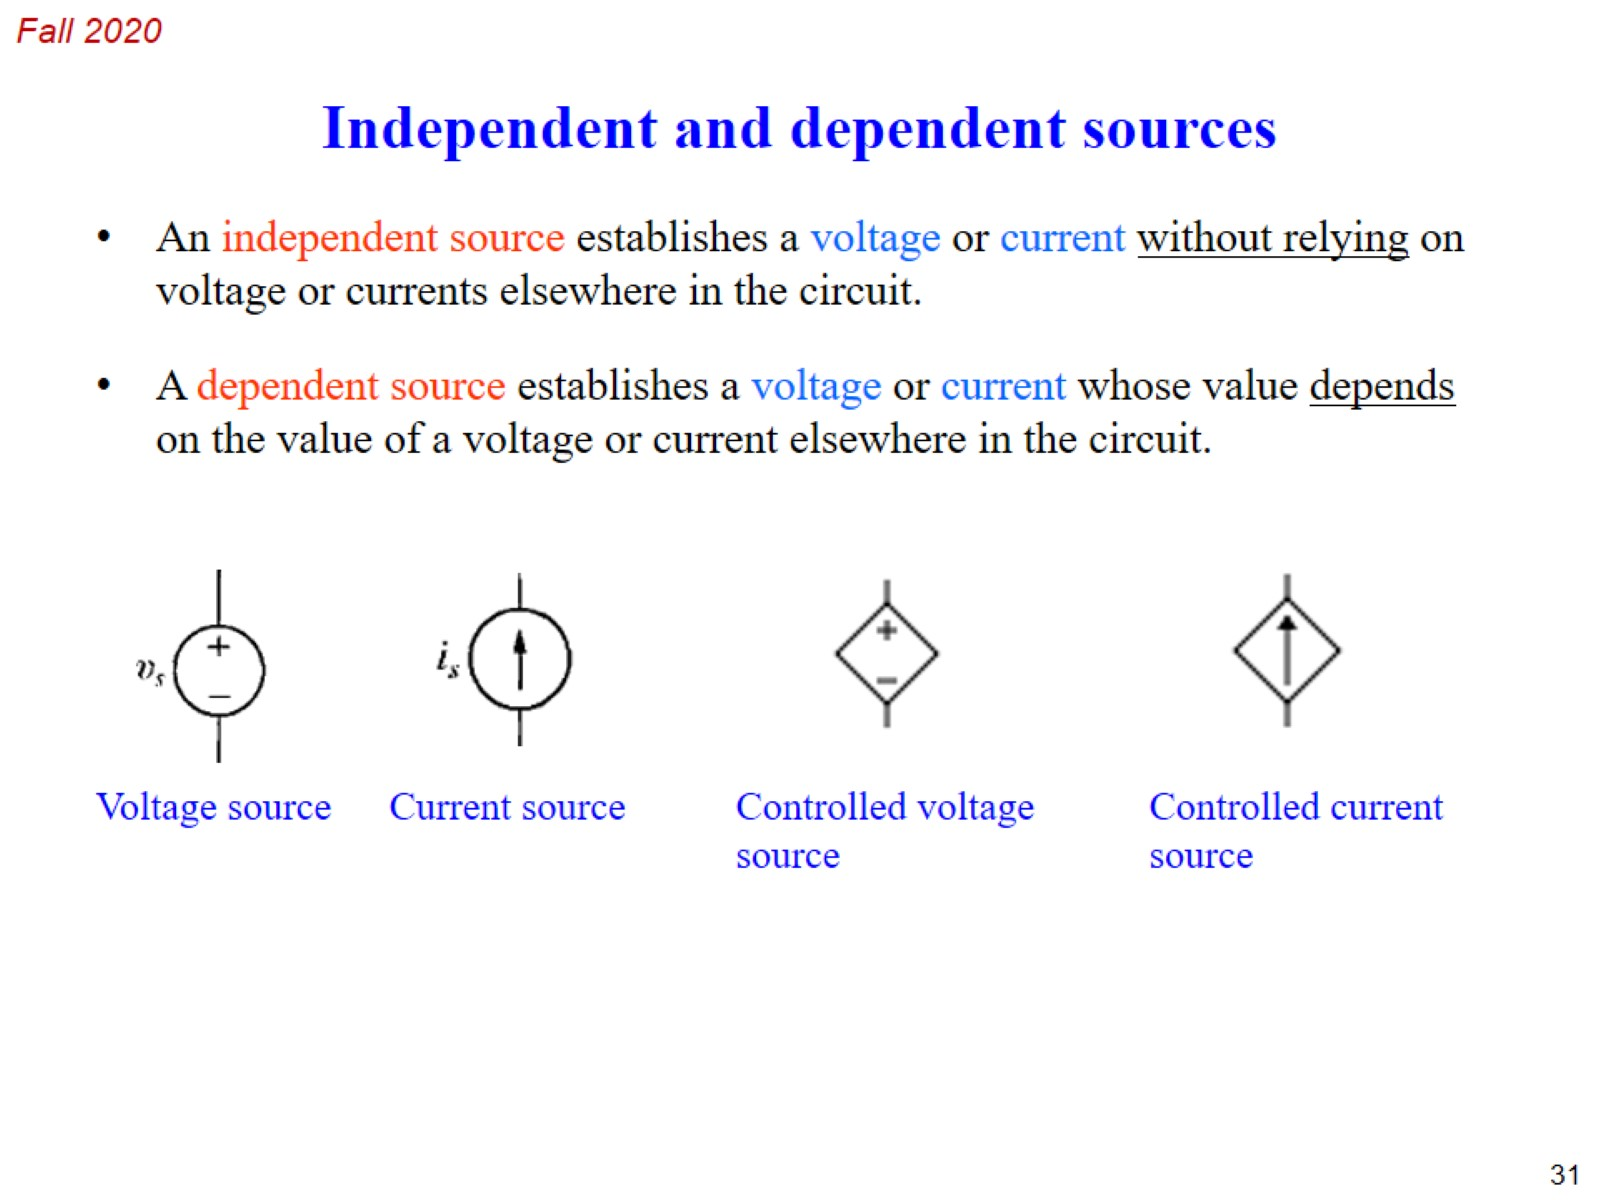 Fall 2020
Independent and dependent sources
• An independent source establishes a voltage or current without relying on
voltage or currents elsewhere in the circuit.
• A dependent source establishes a voltage or current whose value depends
on the value of a voltage or current elsewhere in the circuit.
+
−
vs
is
+
−
Voltage source
Current source
Controlled voltage
source
Controlled current
source
31